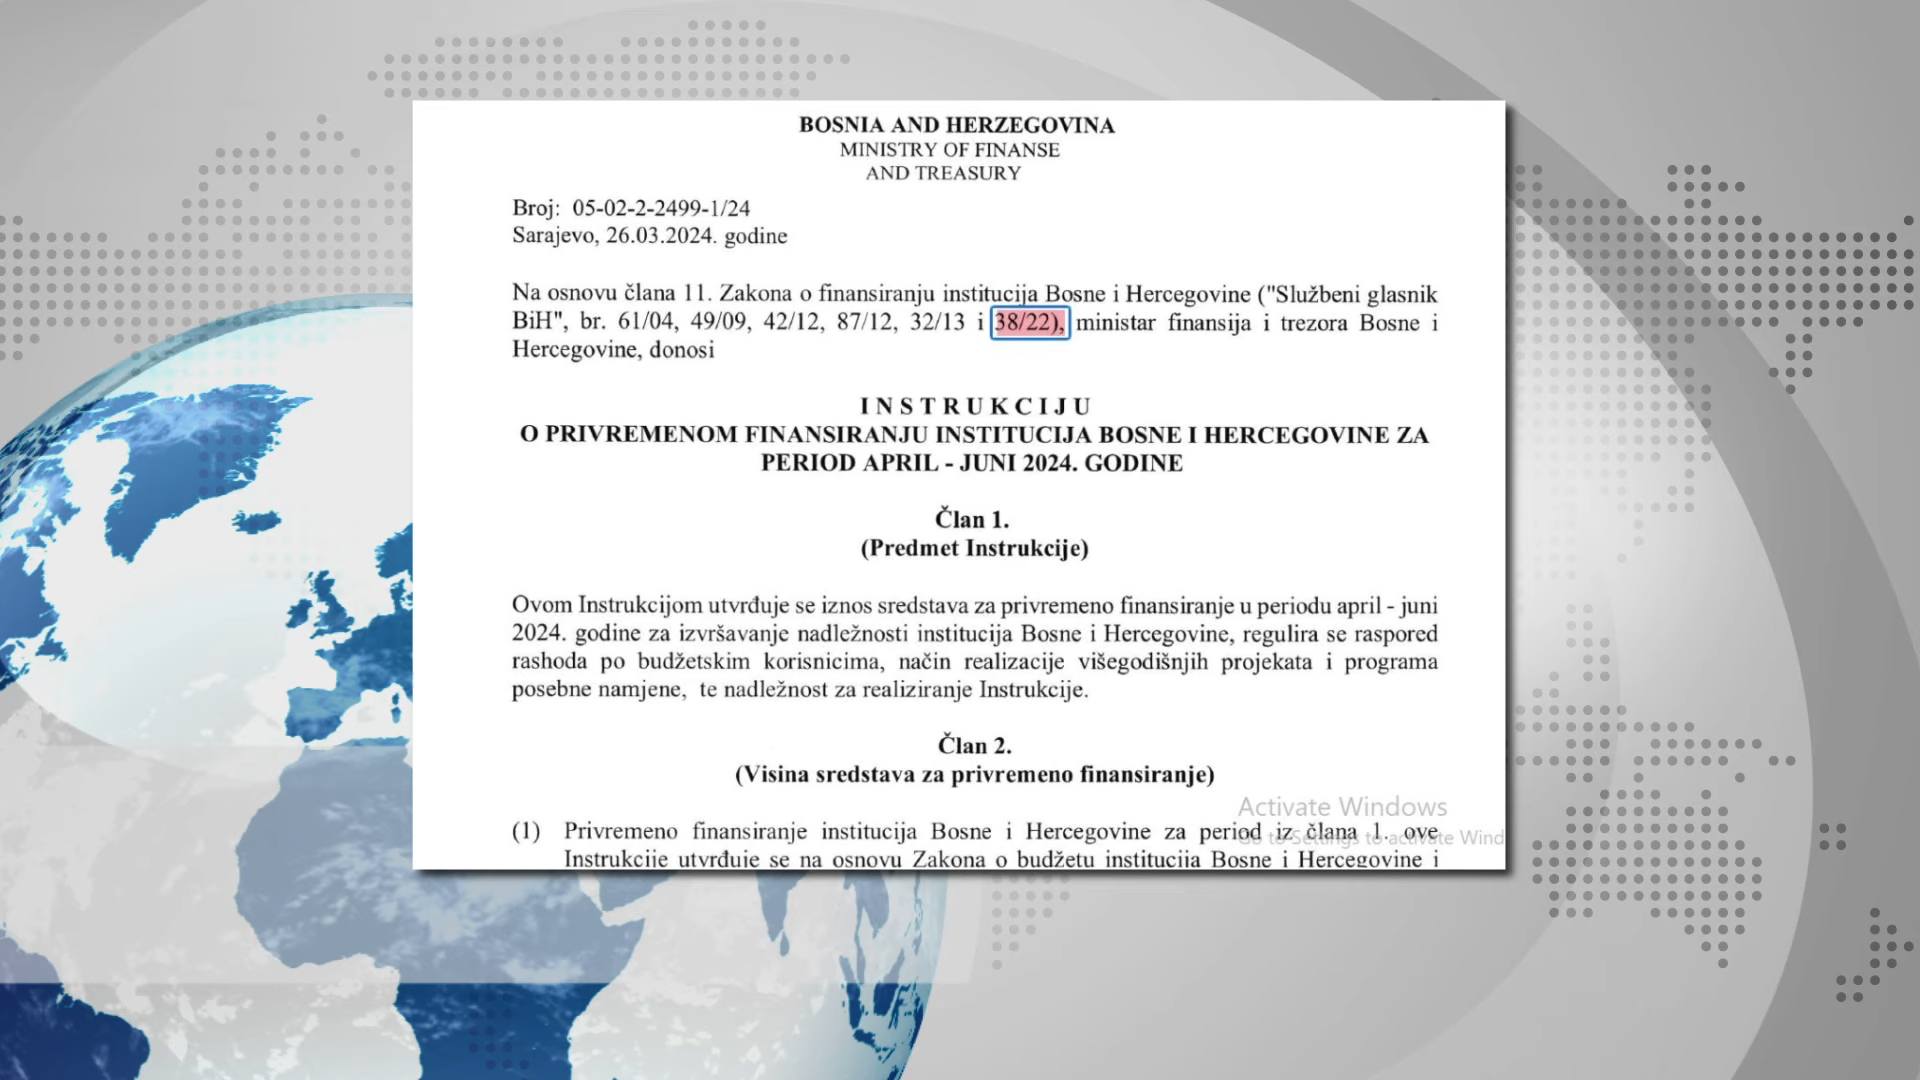 BOSNIA AND HERZEGOVINA
MINISTRY OF FINANSE
AND TREASURY
Broj: 05-02-2-2499-1/24
Sarajevo, 26.03.2024. godine
Na osnovu člana 11. Zakona o finansiranju institucija Bosne i Hercegovine ("Službeni glasnik
BiH", br. 61/04, 49/09, 42/12, 87/12, 32/13 i 38/22), ministar finansija i trezora Bosne i
Hercegovine, donosi
I N S T R U K C I J U
O PRIVREMENOM FINANSIRANJU INSTITUCIJA BOSNE I HERCEGOVINE ZA
PERIOD APRIL - JUNI 2024. GODINE
Član 1.
(Predmet Instrukcije)
Ovom Instrukcijom utvrđuje se iznos sredstava za privremeno finansiranje u periodu april - juni
2024. godine za izvršavanje nadležnosti institucija Bosne i Hercegovine, regulira se raspored
rashoda po budžetskim korisnicima, način realizacije višegodišnjih projekata i programa
posebne namjene, te nadležnost za realiziranje Instrukcije.
Član 2.
(Visina sredstava za privremeno finansiranje)
Activate Windows
(1) Privremeno finansiranje institucija Bosne i Hercegovine za period iz člana 1. ove
Go to Settings to activate Wind
Instrukcije utvrđuje se na osnovu Zakona o budžetu institucija Bosne i Hercegovine i